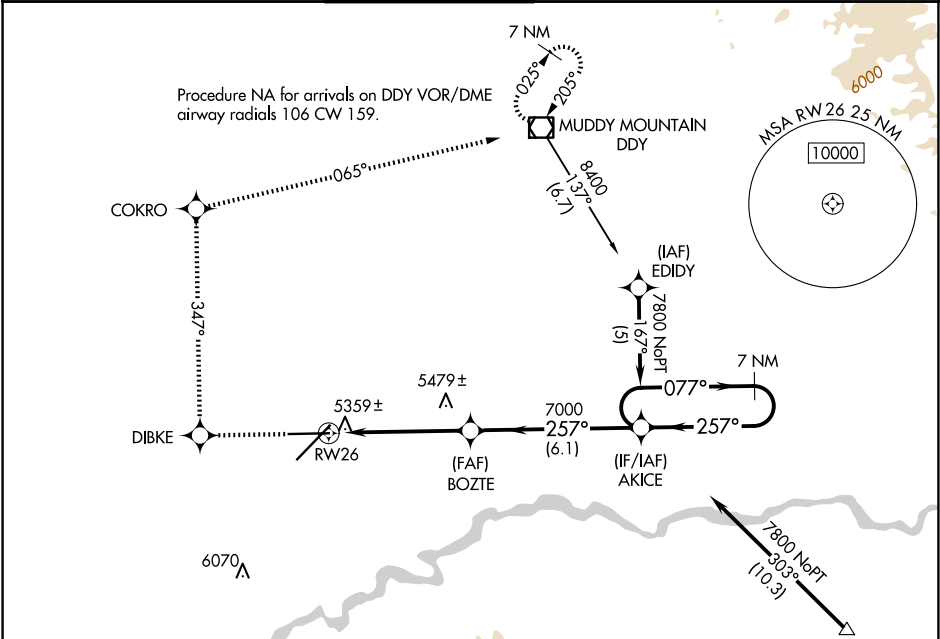 7 NM
025°
205°
Procedure NA for arrivals on DDY VOR/DME
airway radials 106 CW 159.
MUDDY MOUNTAIN
DDY
6000
MSA RW 26 25 NM
10000
065°
COKRO
8400
137°
(6.7)
(IAF)
EDIDY
347°
7800 NoPT
167°
(5)
7 NM
077°
5479±
5359±
7000
257°
(6.1)
257°
DIBKE
RW26
(FAF)
BOZTE
(IF/IAF)
AKICE
6070
7800 NoPT
303°
(10.3)